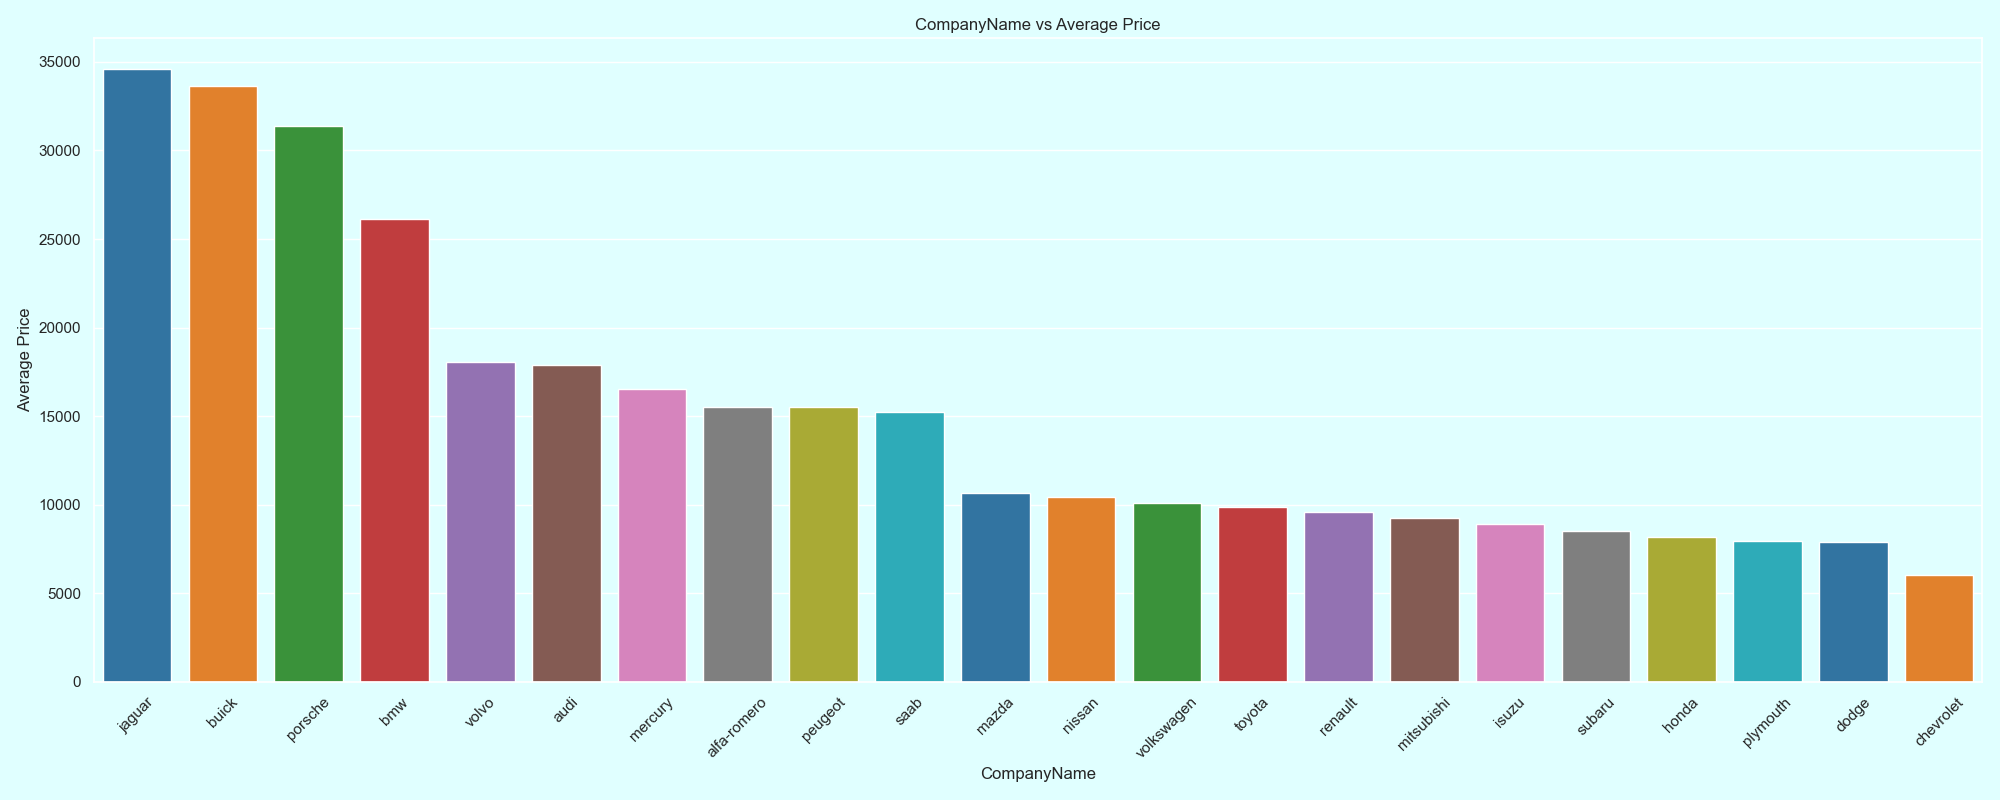 CompanyName vs Average Price
Average Price
35000
30000
25000
20000
15000
10000
5000
0
jaguar
buick
porsche
bmw
volvo
audi
mercury
alfa-romero
peugeot
saab
mazda
nissan
volkswagen
toyota
renault
mitsubishi
isuzu
subaru
honda
plymouth
dodge
chevrolet
CompanyName